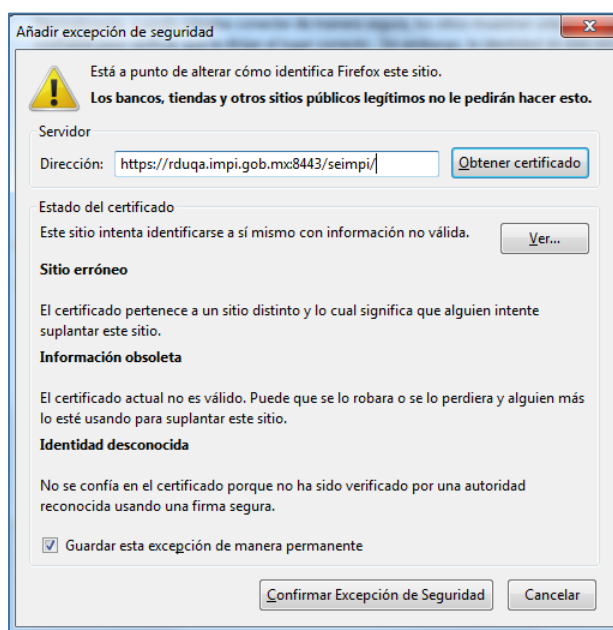 Añadir excepción de seguridad
Está a punto de alterar cómo identifica Firefox este sitio.
Los bancos, tiendas y otros sitios públicos legítimos no le pedirán hacer esto.
Servidor
Dirección: https://rduqa.impi.gob.mx:8443/seimpi/ Obtener certificado
Estado del certificado
Este sitio intenta identificarse a sí mismo con información no válida. Ver...
Sitio erróneo
El certificado pertenece a un sitio distinto y lo cual significa que alguien intente
suplantar este sitio.
Información obsoleta
El certificado actual no es válido. Puede que se lo robara o se lo perdiera y alguien más
lo esté usando para suplantar este sitio.
Identidad desconocida
No se confía en el certificado porque no ha sido verificado por una autoridad
reconocida usando una firma segura.
Guardar esta excepción de manera permanente
Confirmar Excepción de Seguridad Cancelar